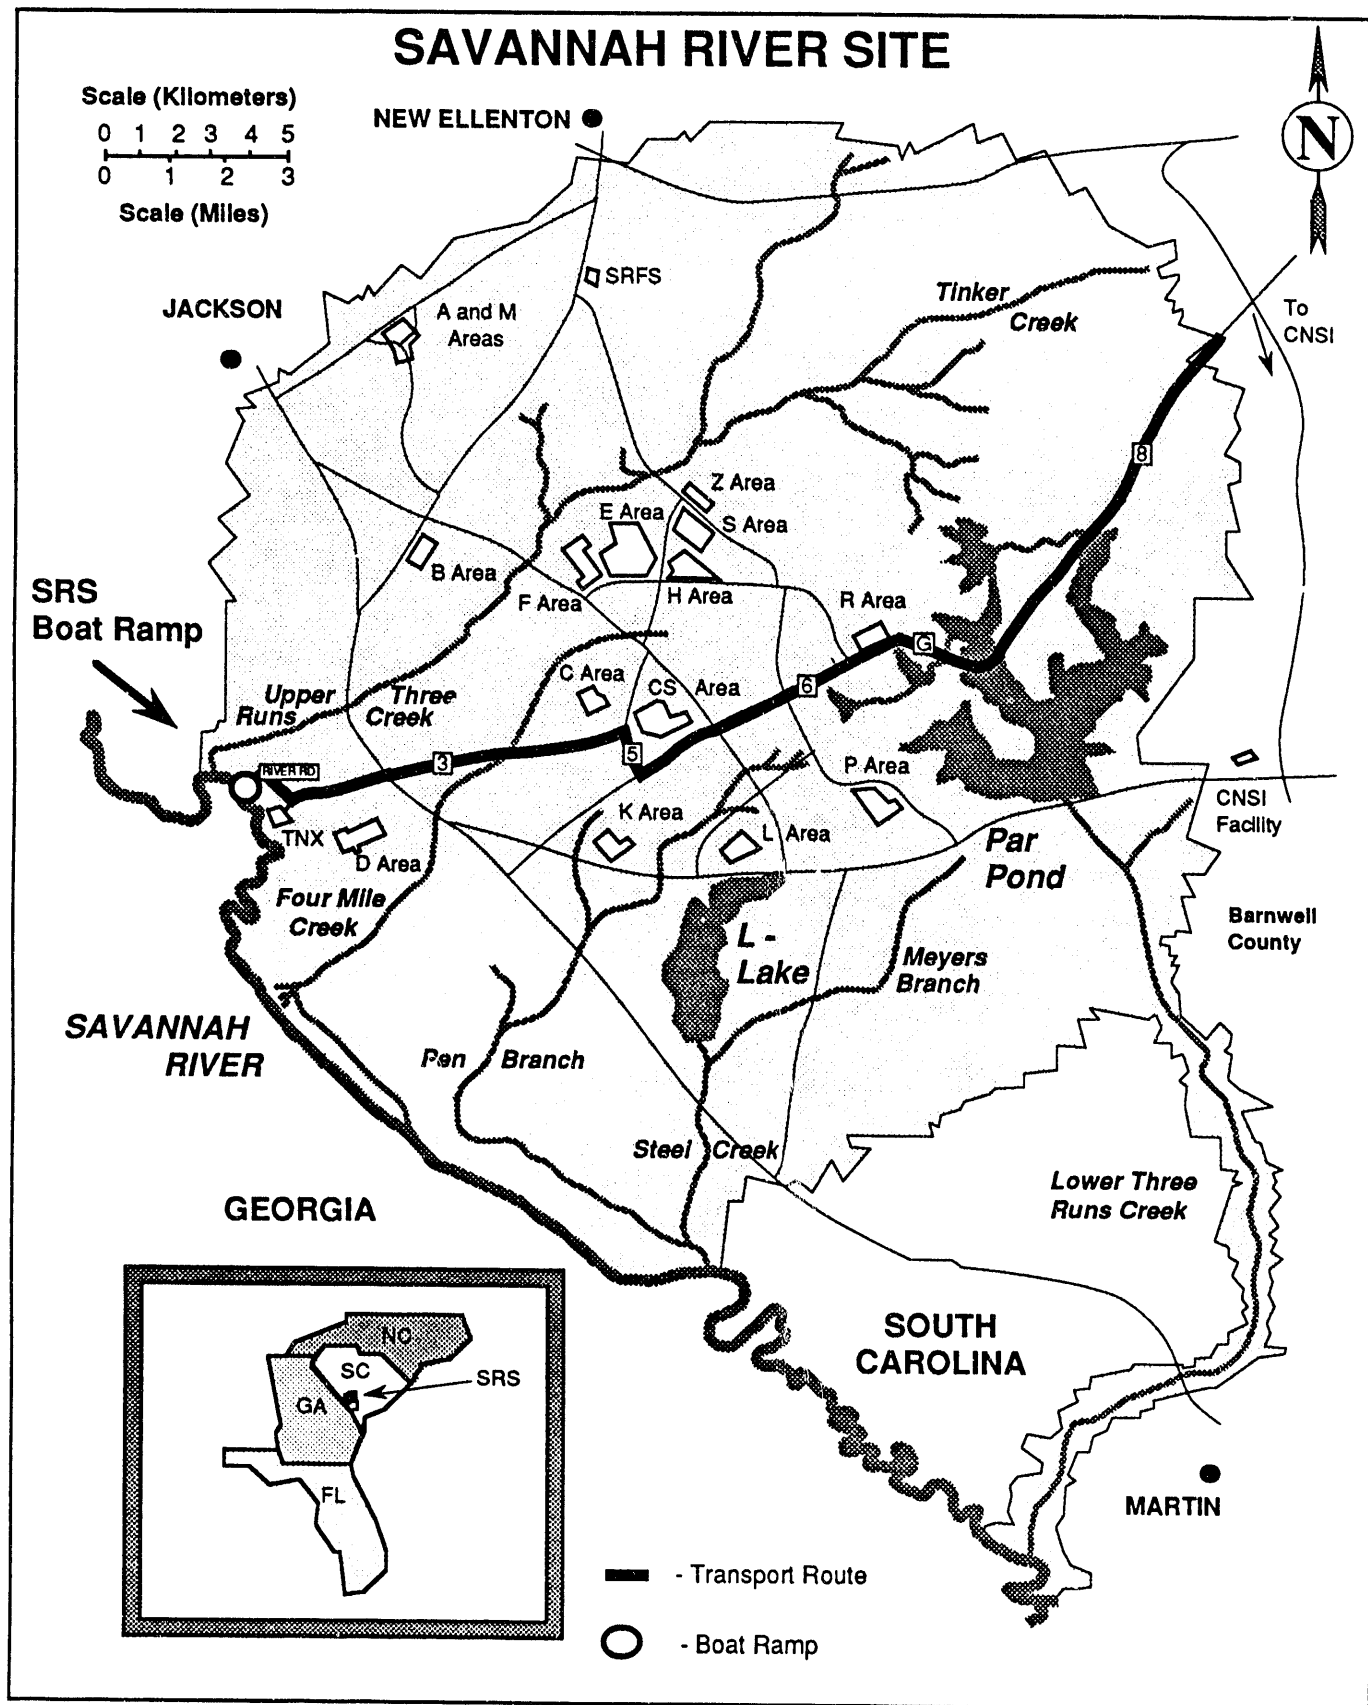 SAVANNAH RIVER SITE
Scale (Kilometers)
0 1 2 3 4 5
0 1 2 3
Scale (Miles)
NEW ELLENTON
N
SRFS
JACKSON
A and M
Areas
Tinker
Creek
To
CNSI
8
Z Area
E Area
S Area
B Area
F Area
H Area
R Area
SRS
Boat Ramp
G
C Area
CS Area
6
Upper Three
Runs Creek
3
5
RIVER RD
P Area
CNSI
Facility
K Area
L Area
TNX
D Area
Par
Pond
Four Mile
Creek
Barnwell
County
L -
Lake
Meyers
Branch
SAVANNAH
RIVER
Pen Branch
Steel Creek
Lower Three
Runs Creek
GEORGIA
SOUTH
CAROLINA
NC
SC
SRS
GA
FL
MARTIN
- Transport Route
- Boat Ramp